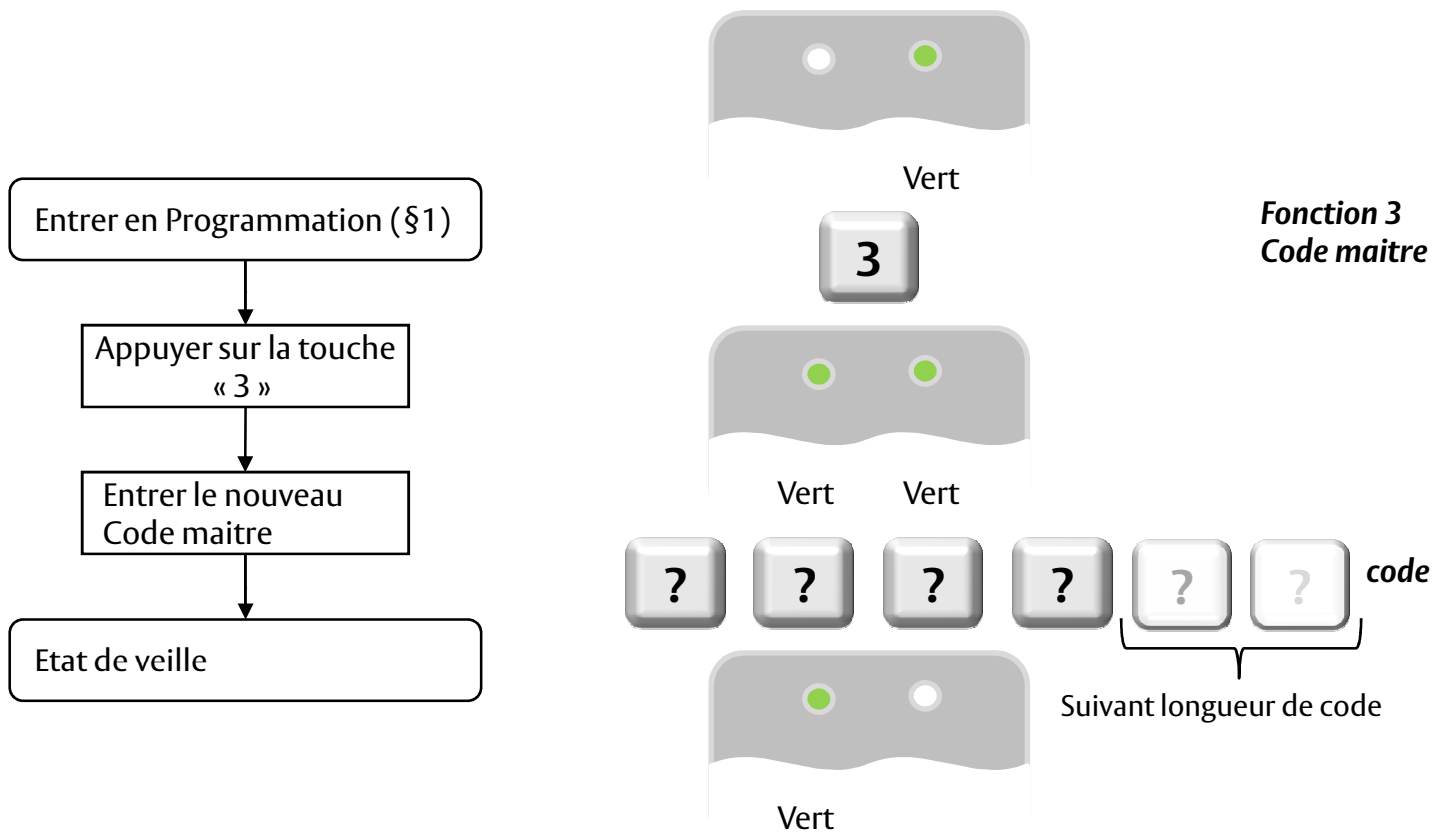 Entrer en Programmation (§1)
Appuyer sur la touche
« 3 »
Entrer le nouveau
Code maitre
Etat de veille
Vert
3
Fonction 3
Code maitre
Vert Vert
? ? ? ? ? ? code
Suivant longueur de code
Vert